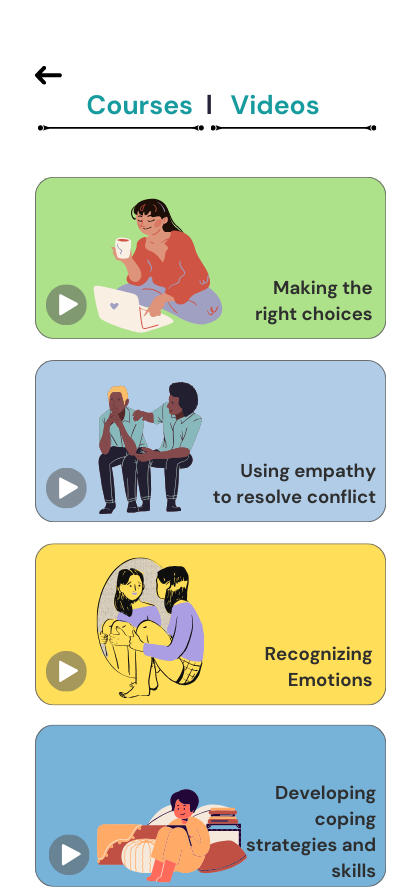 Courses | Videos
Making the
right choices
Using empathy
to resolve conflict
Recognizing
Emotions
Developing
coping
strategies and
skills